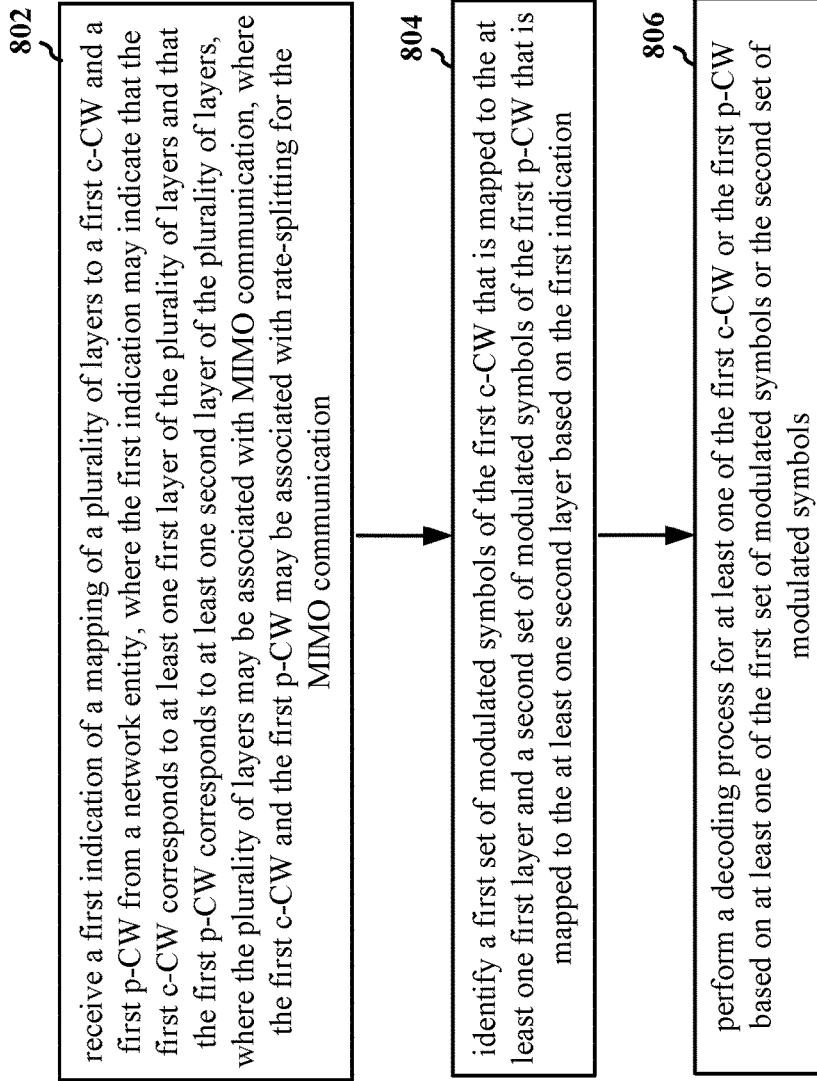 802
receive a first indication of a mapping of a plurality of layers to a first c-CW and a
first p-CW from a network entity, where the first indication may indicate that the
first c-CW corresponds to at least one first layer of the plurality of layers and that
the first p-CW corresponds to at least one second layer of the plurality of layers,
where the plurality of layers may be associated with MIMO communication, where
the first c-CW and the first p-CW may be associated with rate-splitting for the
MIMO communication
804
identify a first set of modulated symbols of the first c-CW that is mapped to the at
least one first layer and a second set of modulated symbols of the first p-CW that is
mapped to the at least one second layer based on the first indication
806
perform a decoding process for at least one of the first c-CW or the first p-CW
based on at least one of the first set of modulated symbols or the second set of
modulated symbols